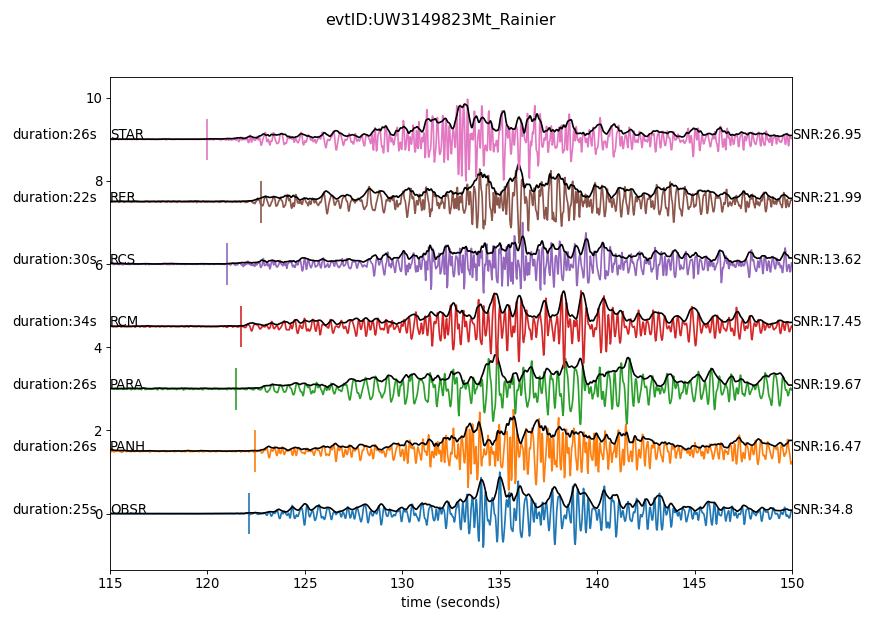 evtID:UW3149823Mt_Rainier
10
duration:26s STAR SNR:26.95
8
duration:22s RER SNR:21.99
duration:30s RCS SNR:13.62
6
duration:34s RCM SNR:17.45
4
duration:26s PARA SNR:19.67
2
duration:26s PANH SNR:16.47
duration:25s OBSR SNR:34.8
0
115 120 125 130 135 140 145 150
time (seconds)